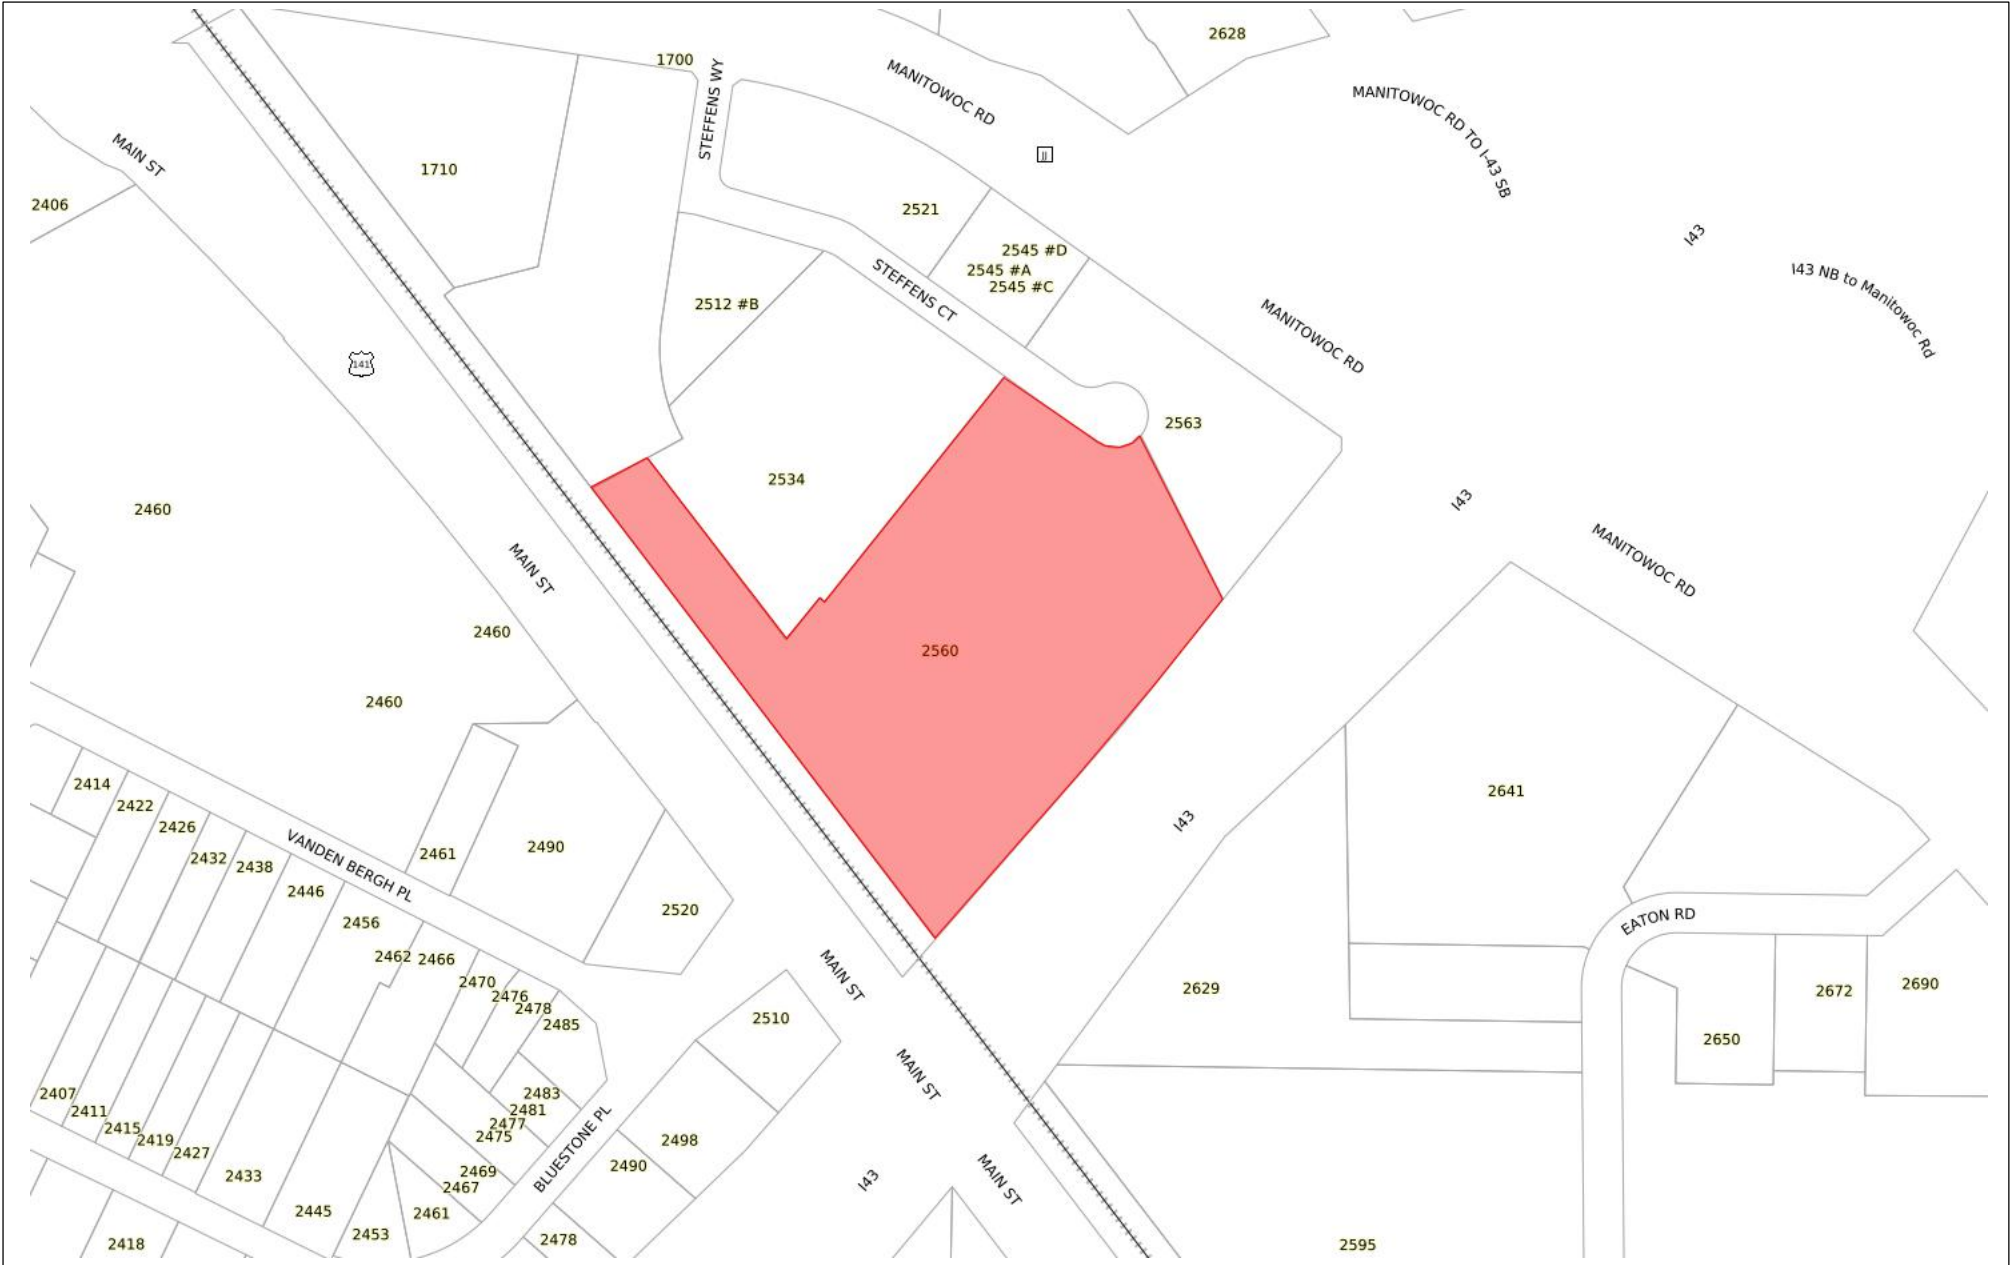 2628
1700
STEFFENS WY
MANITOWOC RD
MANITOWOC RD TO I-43 SB
MAIN ST
JJ
1710
2406
2521
I43
2545 #D
2545 #A
2545 #C
I43 NB to Manitowoc Rd
STEFFENS CT
2512 #B
MANITOWOC RD
141
2563
2534
I43
2460
MANITOWOC RD
MAIN ST
2460
2560
2460
2414
2422
2426
2432
2438
2446
VANDEN BERGH PL
2461
2490
2641
I43
2520
EATON RD
2456
2462
2466
2470
2476
2478
2485
MAIN ST
2629
2672
2690
2510
2650
MAIN ST
2407
2411
2415
2419
2427
2433
2445
2453
2483
2481
2477
2475
2469
2467
2461
BLUESTONE PL
2498
2490
I43
MAIN ST
2478
2418
2595